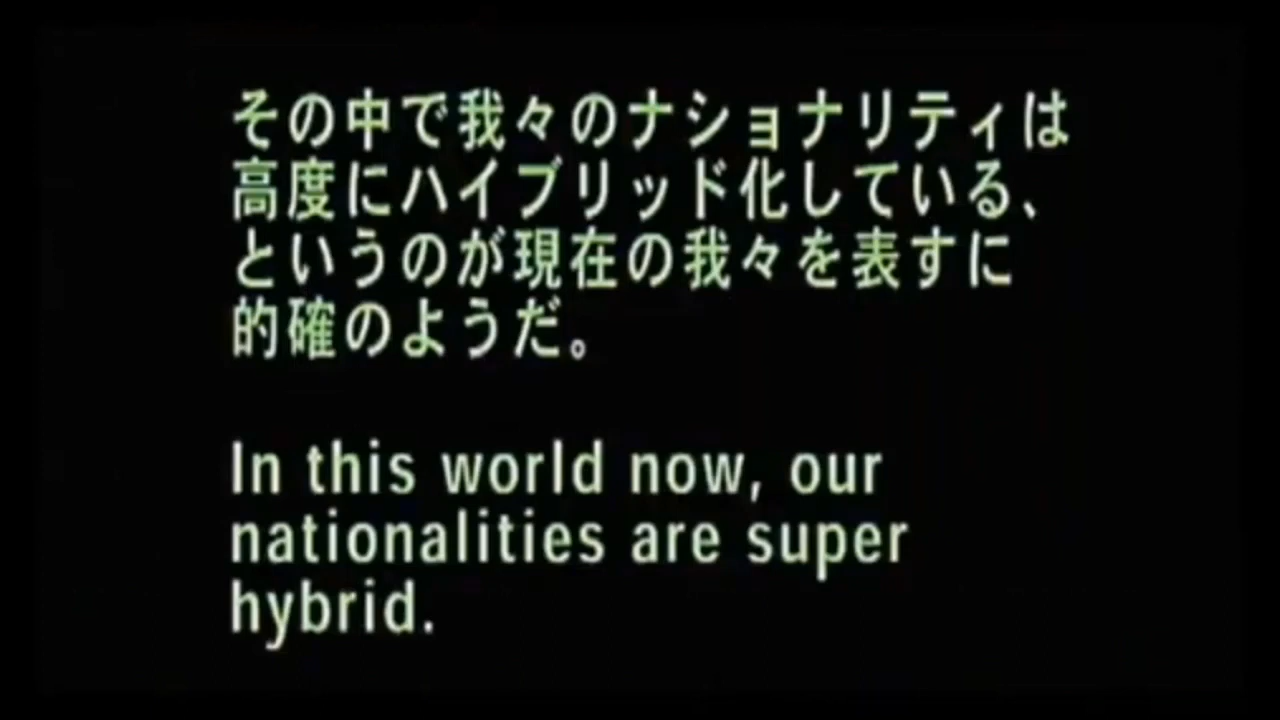 その中で我々のナショナリティは
高度にハイブリッド化している、
というのが現在の我々を表すに
的確のようだ。
In this world now, our
nationalities are super
hybrid.